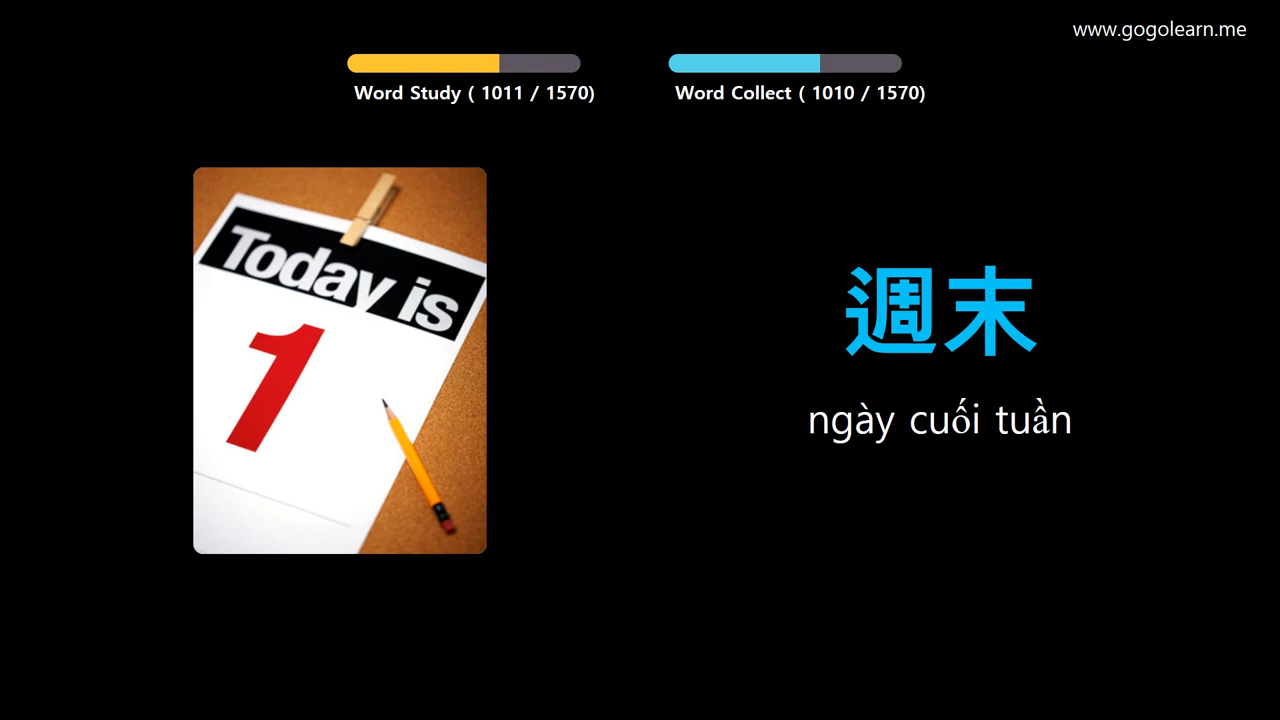 www.gogolearn.me
Word Study ( 1011 / 1570)
Word Collect ( 1010 / 1570)
Today is
1
週末
ngày cuối tuần